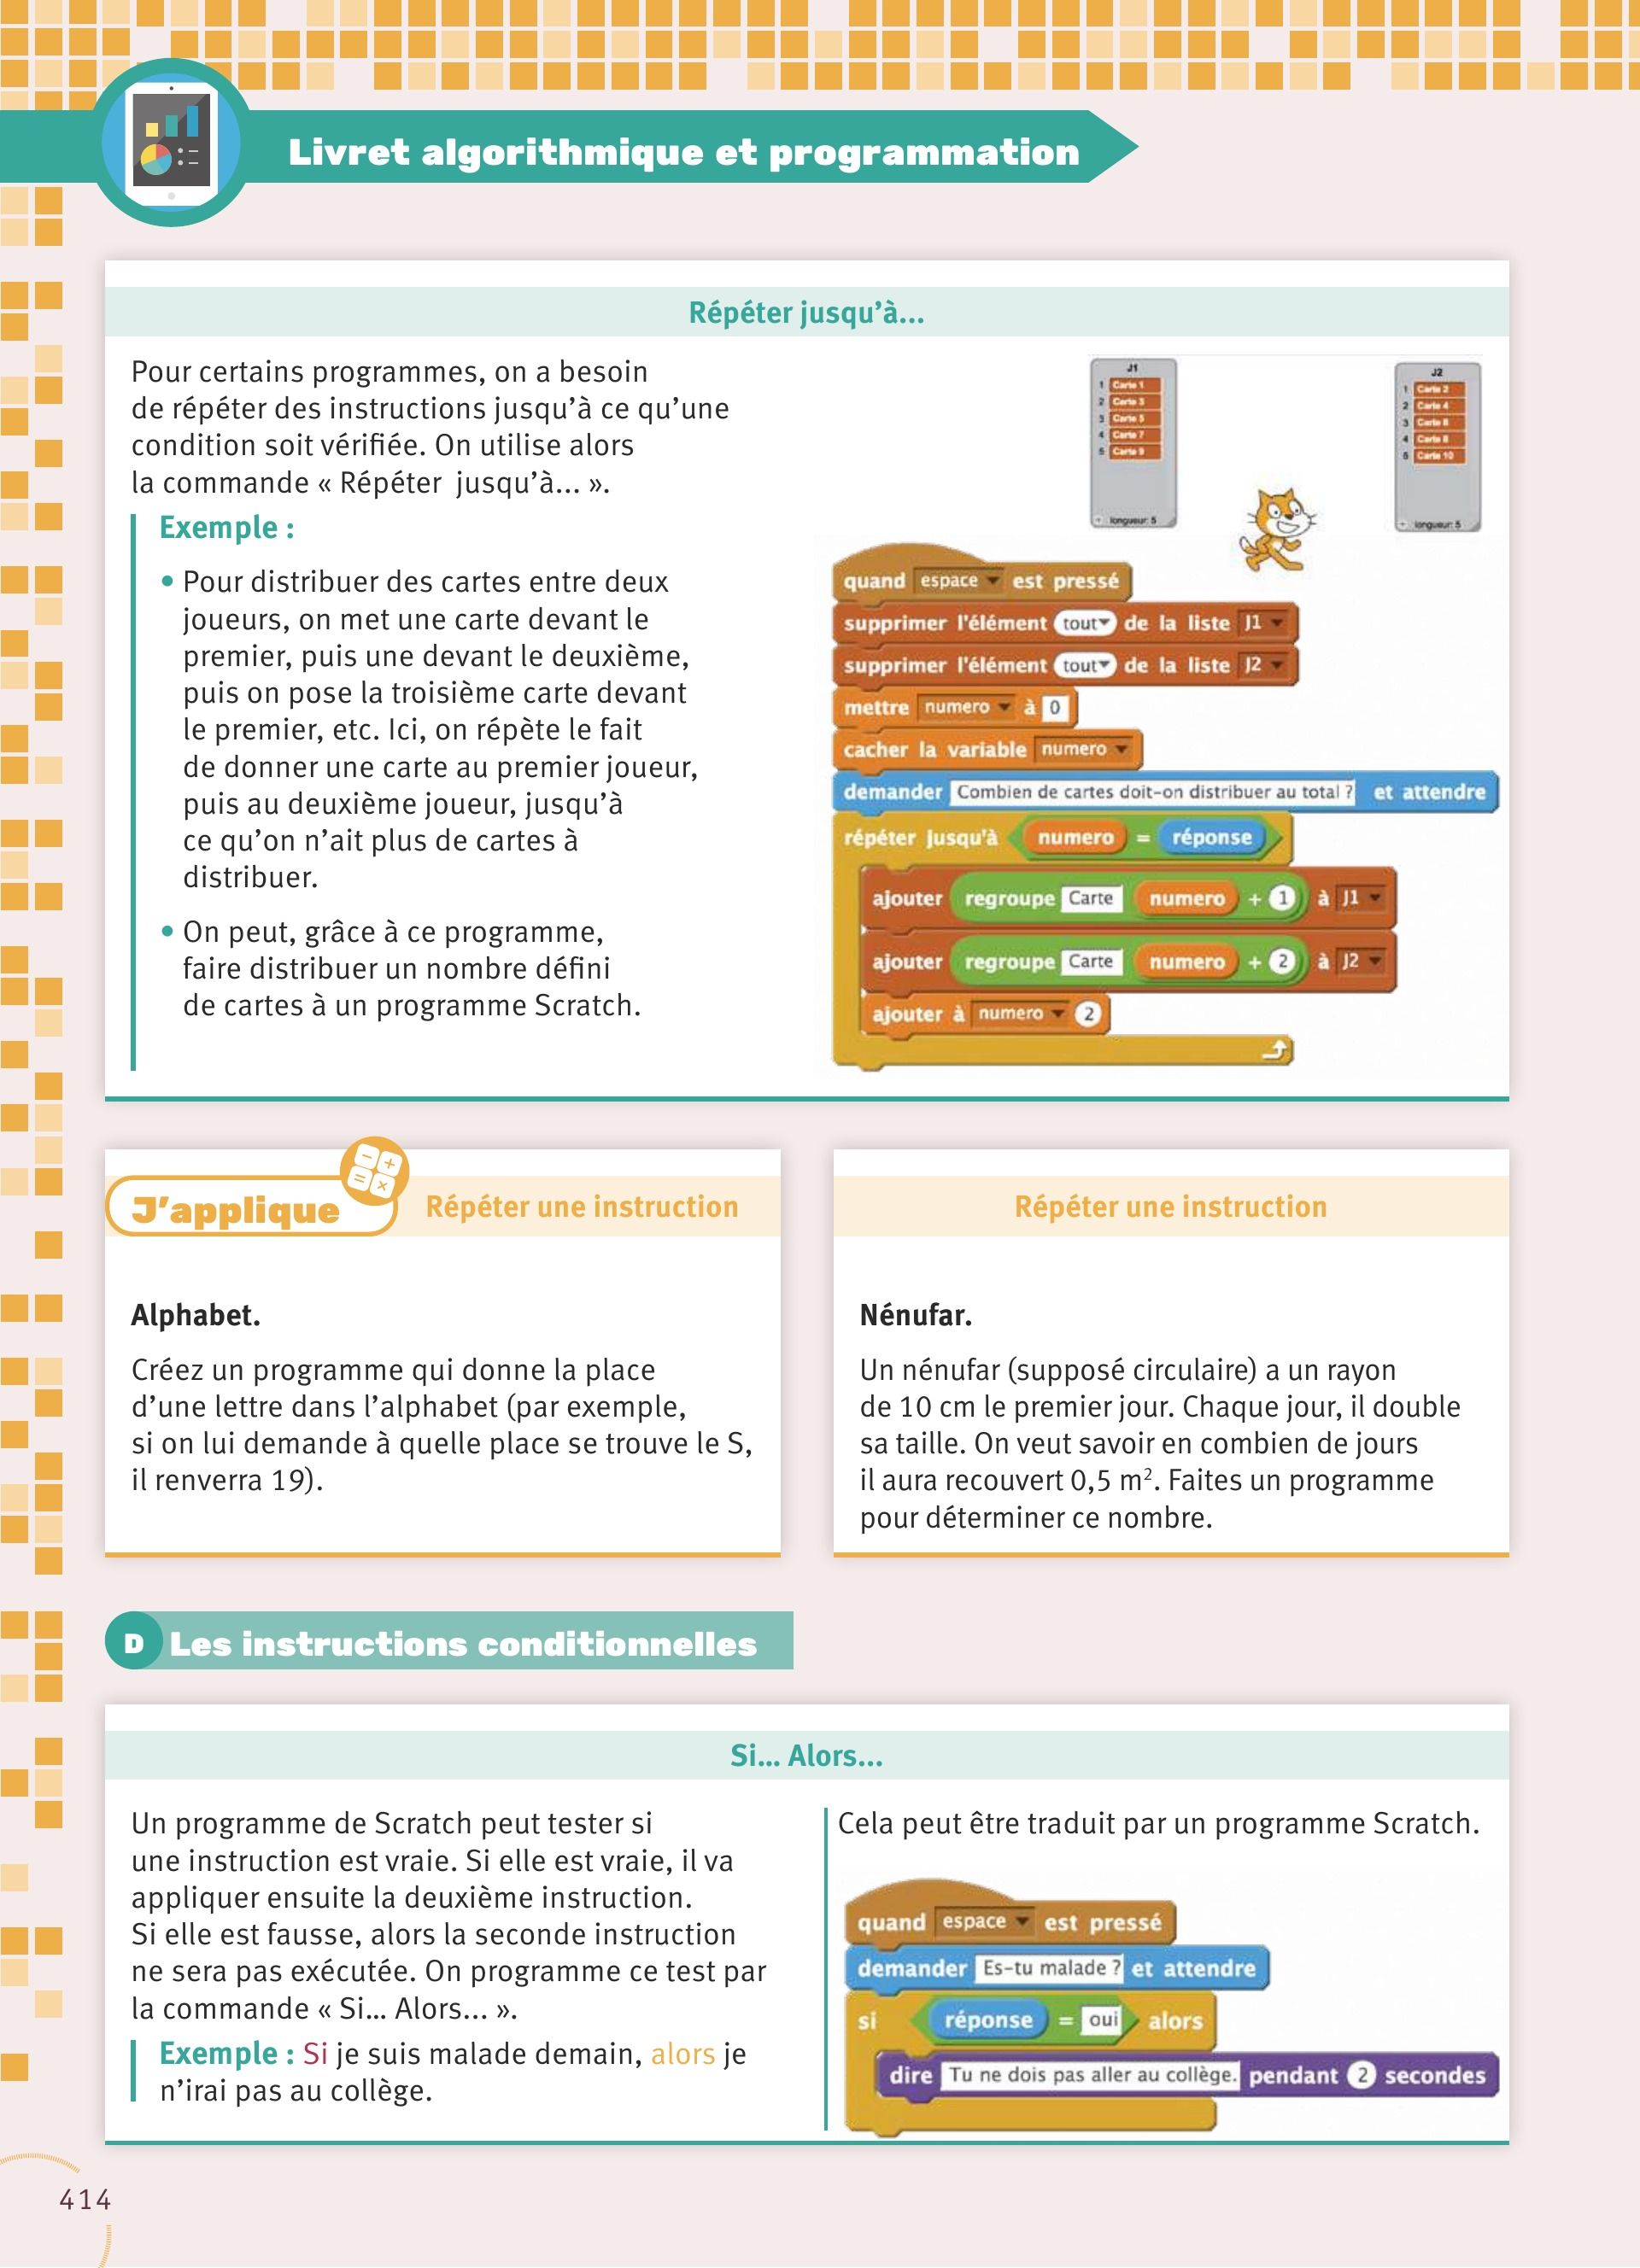 Livret algorithmique et programmation
Répéter jusqu'à...
Pour certains programmes, on a besoin
de répéter des instructions jusqu'à ce qu'une
condition soit vérifiée. On utilise alors
la commande « Répéter jusqu'à... ».
Exemple :
• Pour distribuer des cartes entre deux
joueurs, on met une carte devant le
premier, puis une devant le deuxième,
puis on pose la troisième carte devant
le premier, etc. Ici, on répète le fait
de donner une carte au premier joueur,
puis au deuxième joueur, jusqu'à
ce qu'on n'ait plus de cartes à
distribuer.
• On peut, grâce à ce programme,
faire distribuer un nombre défini
de cartes à un programme Scratch.
J1
1 Carte 1
2 Carte 3
3 Carte 5
4 Carte 7
5 Carte 9
+ longueur: 5
J2
1 Carte 2
2 Carte 4
3 Carte
4 Carte 8
5 Carte 10
+ longueur: 5
quand espace est pressé
supprimer l'élément tout de la liste J1
supprimer l'élément tout de la liste J2
mettre numero à 0
cacher la variable numero
demander Combien de cartes doit-on distribuer au total ? et attendre
répéter jusqu'à numero = réponse
ajouter regroupe Carte numero + 1 à J1
ajouter regroupe Carte numero + 2 à J2
ajouter à numero 2
J'applique
Répéter une instruction
Alphabet.
Créez un programme qui donne la place
d'une lettre dans l'alphabet (par exemple,
si on lui demande à quelle place se trouve le S,
il renverra 19).
Répéter une instruction
Nénufar.
Un nénufar (supposé circulaire) a un rayon
de 10 cm le premier jour. Chaque jour, il double
sa taille. On veut savoir en combien de jours
il aura recouvert 0,5 m². Faites un programme
pour déterminer ce nombre.
D Les instructions conditionnelles
Si... Alors...
Un programme de Scratch peut tester si
une instruction est vraie. Si elle est vraie, il va
appliquer ensuite la deuxième instruction.
Si elle est fausse, alors la seconde instruction
ne sera pas exécutée. On programme ce test par
la commande « Si... Alors... ».
Exemple : Si je suis malade demain, alors je
n'irai pas au collège.
Cela peut être traduit par un programme Scratch.
quand espace est pressé
demander Es-tu malade ? et attendre
si réponse = oui alors
dire Tu ne dois pas aller au collège. pendant 2 secondes
414